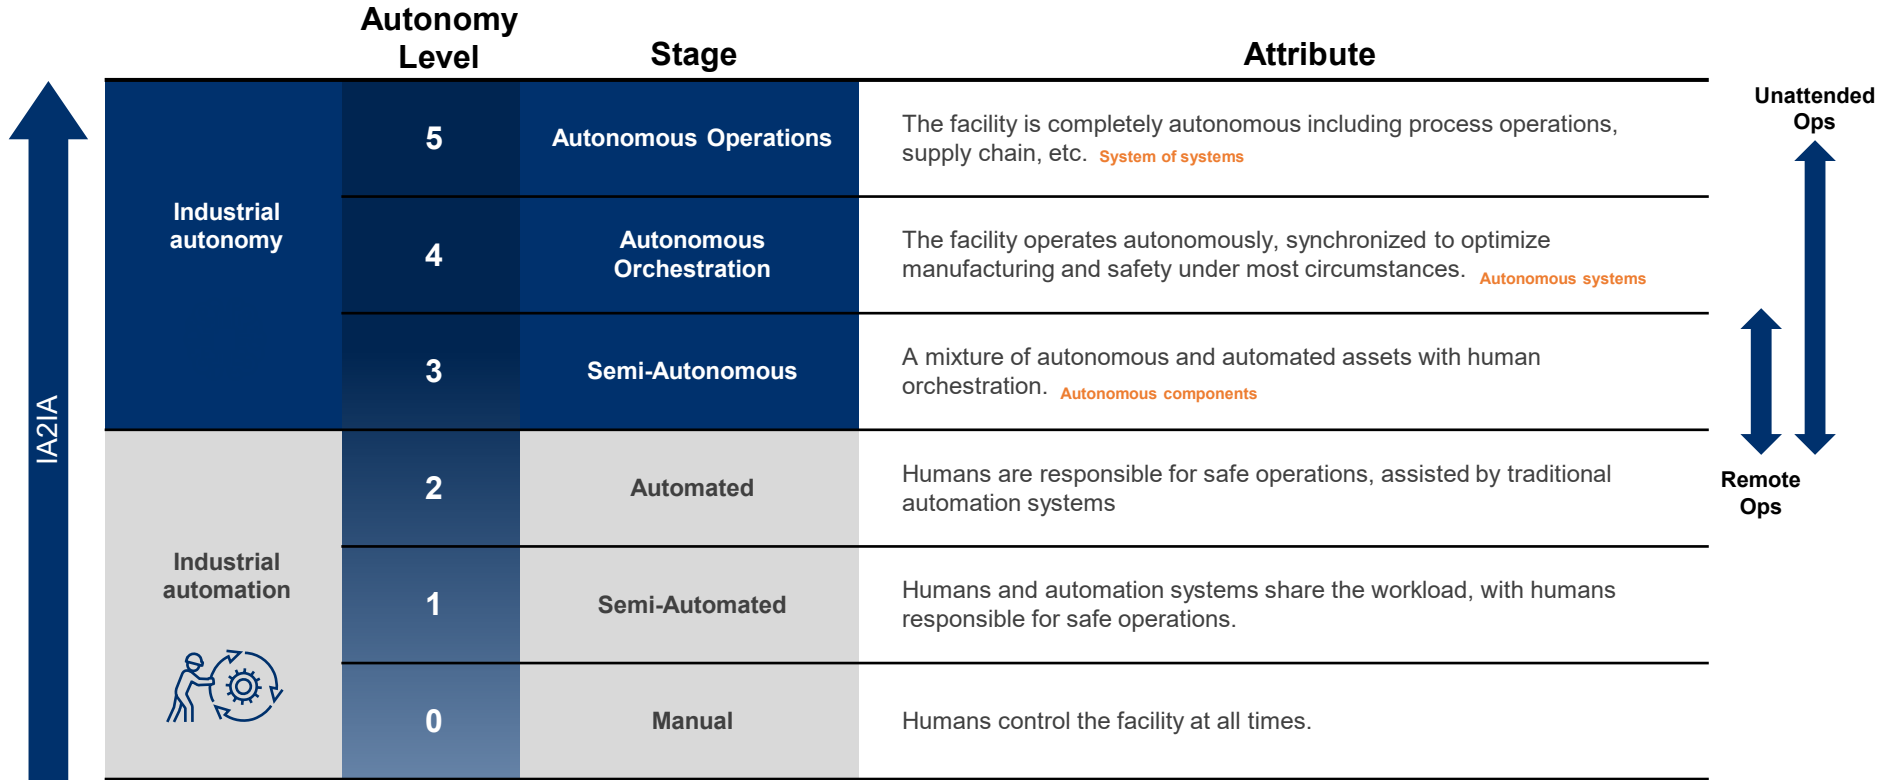 Autonomy
Level
Stage
Attribute
Industrial
autonomy
5
Autonomous Operations
The facility is completely autonomous including process operations,
supply chain, etc. System of systems
4
Autonomous
Orchestration
The facility operates autonomously, synchronized to optimize
manufacturing and safety under most circumstances. Autonomous systems
3
Semi-Autonomous
A mixture of autonomous and automated assets with human
orchestration. Autonomous components
Industrial
automation
2
Automated
Humans are responsible for safe operations, assisted by traditional
automation systems
1
Semi-Automated
Humans and automation systems share the workload, with humans
responsible for safe operations.
0
Manual
Humans control the facility at all times.
IA2IA
Unattended
Ops
Remote
Ops